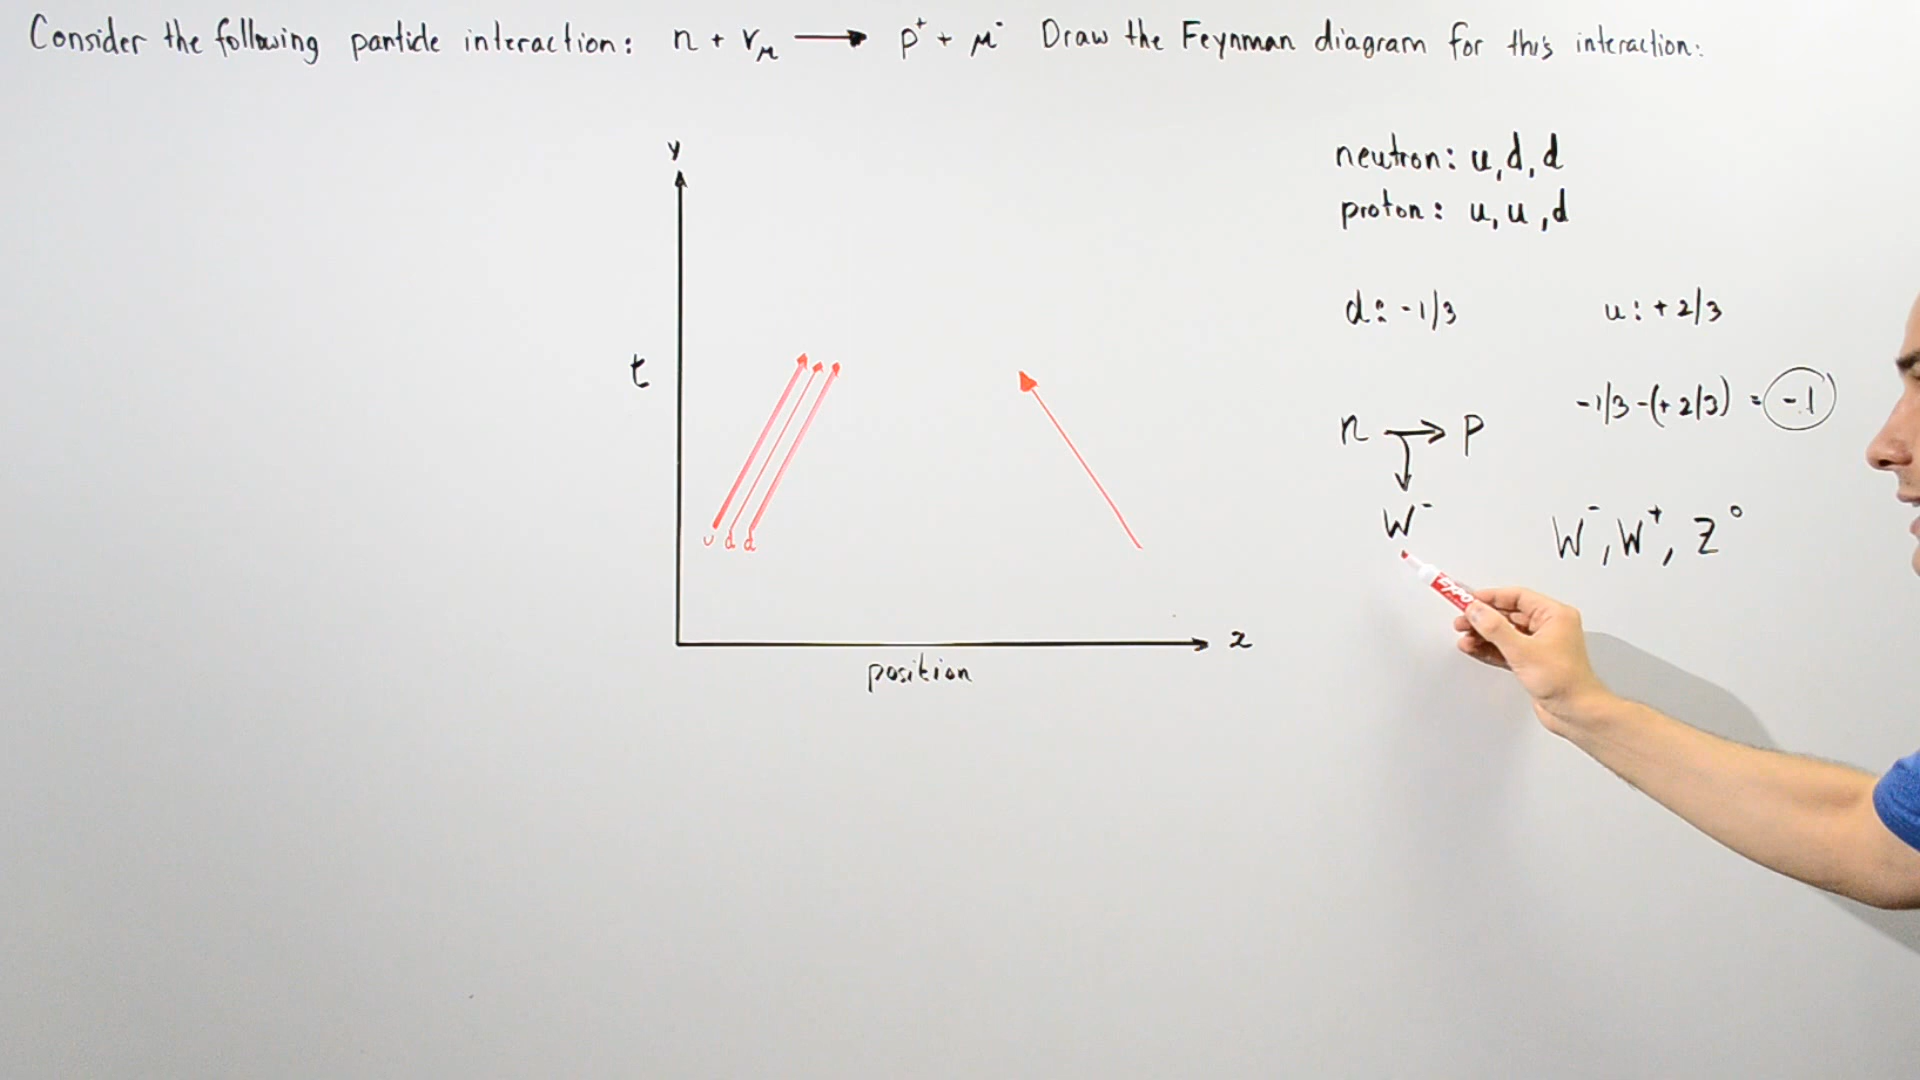 Consider the following particle interaction: n + νμ → p⁺ + μ⁻ Draw the Feynman diagram for this interaction:
y
neutron: u,d,d
proton: u,u,d
d: -1/3
u: +2/3
t
-1/3-(+2/3) = -1
n → p
W⁻
W⁻, W⁺, Z⁰
u d d
Expo
x
position